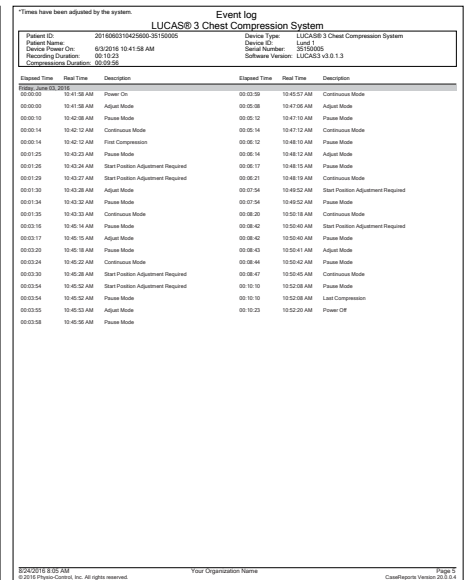 *Times have been adjusted by the system.
Event log
LUCAS® 3 Chest Compression System
Patient ID: 2016060310425600-35150005
Patient Name:
Device Power On: 6/3/2016 10:41:58 AM
Recording Duration: 00:10:23
Compressions Duration: 00:09:56
Device Type: LUCAS® 3 Chest Compression System
Device ID: Lund 1
Serial Number: 35150005
Software Version: LUCAS3 v3.0.1.3
Elapsed Time Real Time Description
Friday, June 03, 2016
00:00:00 10:41:58 AM Power On
00:00:00 10:41:58 AM Adjust Mode
00:00:10 10:42:08 AM Pause Mode
00:00:14 10:42:12 AM Continuous Mode
00:00:14 10:42:12 AM First Compression
00:01:25 10:43:23 AM Pause Mode
00:01:26 10:43:24 AM Start Position Adjustment Required
00:01:29 10:43:27 AM Start Position Adjustment Required
00:01:30 10:43:28 AM Adjust Mode
00:01:34 10:43:32 AM Pause Mode
00:01:35 10:43:33 AM Continuous Mode
00:03:16 10:45:14 AM Pause Mode
00:03:17 10:45:15 AM Adjust Mode
00:03:20 10:45:18 AM Pause Mode
00:03:24 10:45:22 AM Continuous Mode
00:03:30 10:45:28 AM Start Position Adjustment Required
00:03:54 10:45:52 AM Start Position Adjustment Required
00:03:54 10:45:52 AM Pause Mode
00:03:55 10:45:53 AM Adjust Mode
00:03:58 10:45:56 AM Pause Mode
Elapsed Time Real Time Description
00:03:59 10:45:57 AM Continuous Mode
00:05:08 10:47:06 AM Adjust Mode
00:05:12 10:47:10 AM Pause Mode
00:05:14 10:47:12 AM Continuous Mode
00:06:12 10:48:10 AM Pause Mode
00:06:14 10:48:12 AM Adjust Mode
00:06:17 10:48:15 AM Pause Mode
00:06:21 10:48:19 AM Continuous Mode
00:07:54 10:49:52 AM Start Position Adjustment Required
00:07:54 10:49:52 AM Pause Mode
00:08:20 10:50:18 AM Continuous Mode
00:08:42 10:50:40 AM Start Position Adjustment Required
00:08:42 10:50:40 AM Pause Mode
00:08:43 10:50:41 AM Adjust Mode
00:08:44 10:50:42 AM Pause Mode
00:08:47 10:50:45 AM Continuous Mode
00:10:10 10:52:08 AM Pause Mode
00:10:10 10:52:08 AM Last Compression
00:10:23 10:52:20 AM Power Off
8/24/2016 8:05 AM Your Organization Name Page 5
© 2016 Physio-Control, Inc. All rights reserved. CaseReports Version 20.0.0.4